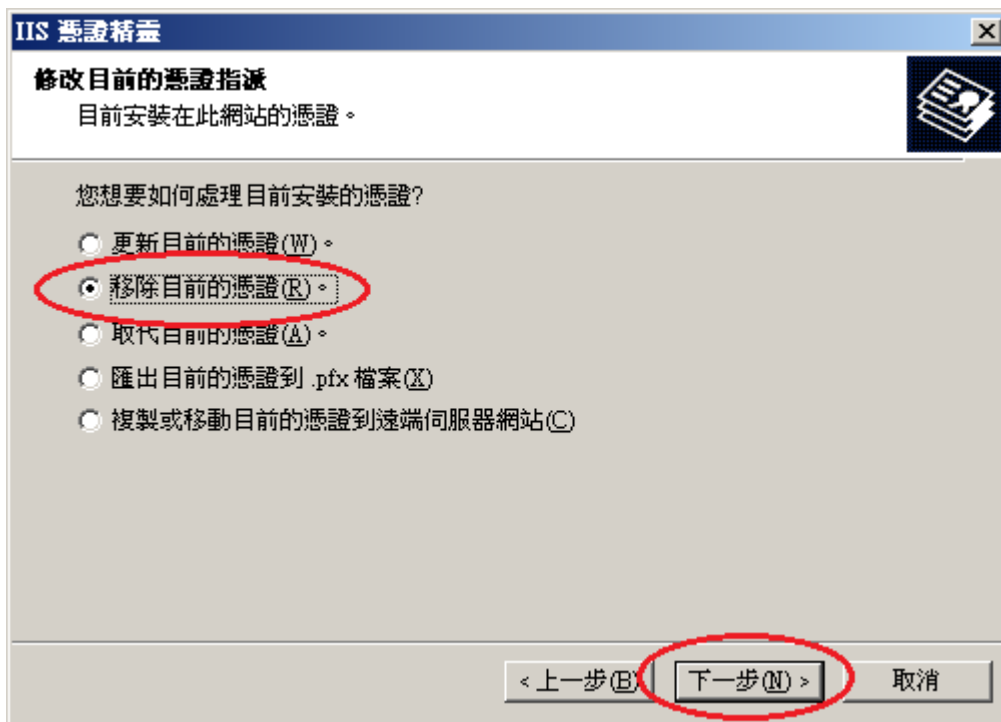 IIS 憑證精靈
修改目前的憑證指派
目前安裝在此網站的憑證。
您想要如何處理目前安裝的憑證?
更新目前的憑證(W)。
移除目前的憑證(R)。
取代目前的憑證(A)。
匯出目前的憑證到 .pfx 檔案(X)
複製或移動目前的憑證到遠端伺服器網站(C)
< 上一步(B) 下一步(N) > 取消